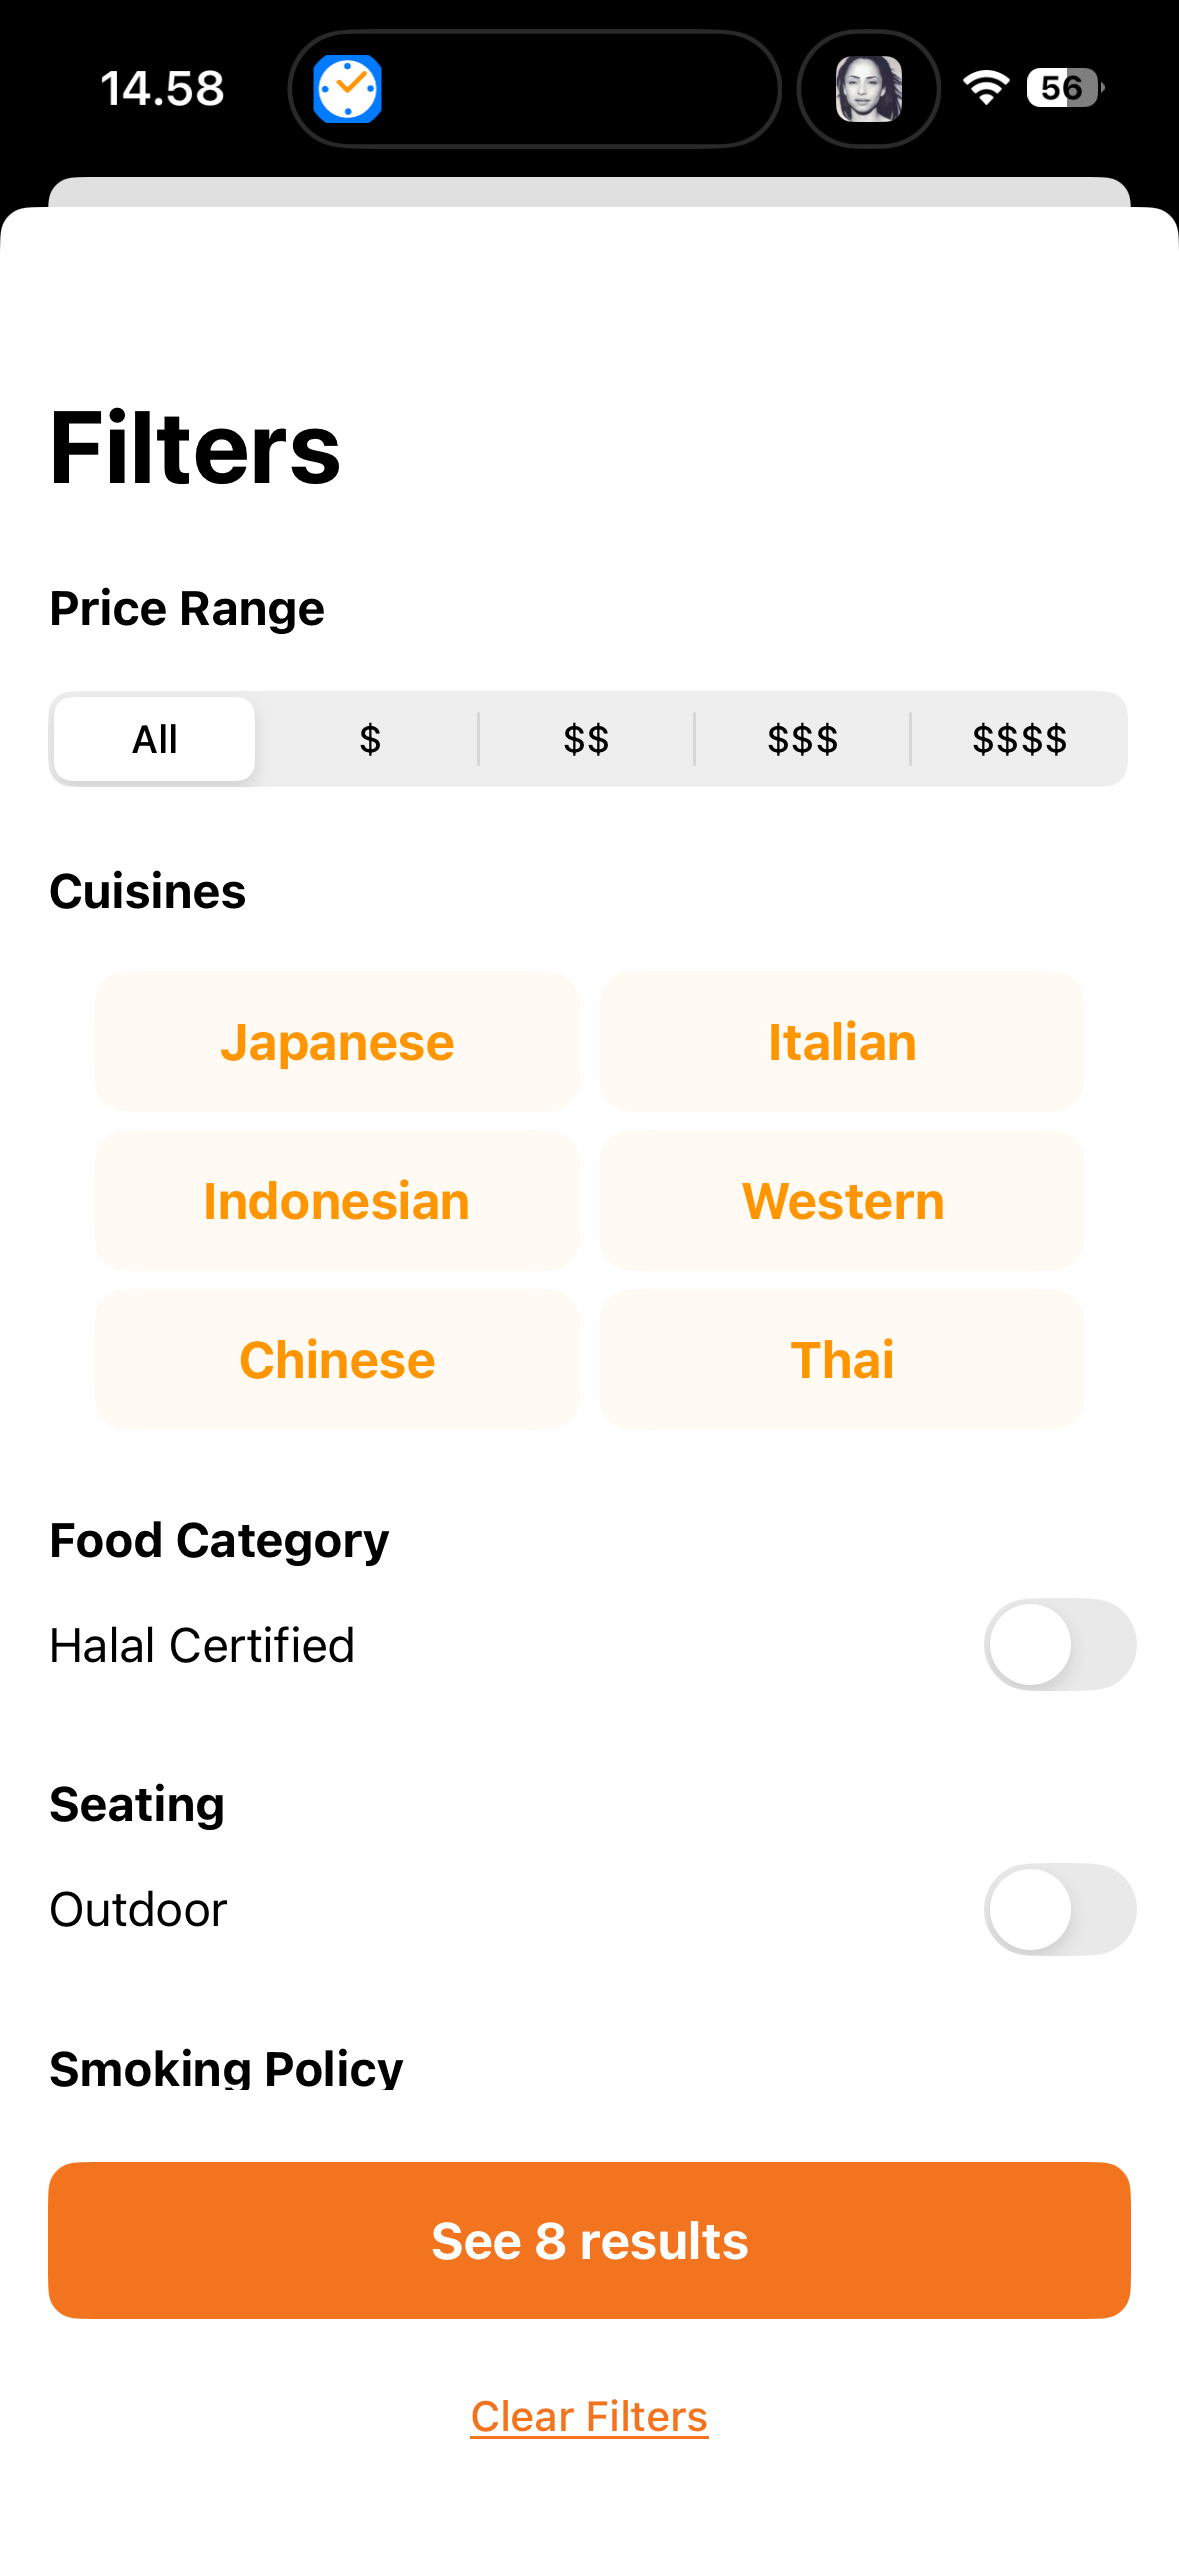 14.58
56
Filters
Price Range
All $ $$ $$$ $$$$
Cuisines
Japanese Italian
Indonesian Western
Chinese Thai
Food Category
Halal Certified
Seating
Outdoor
Smoking Policy
See 8 results
Clear Filters